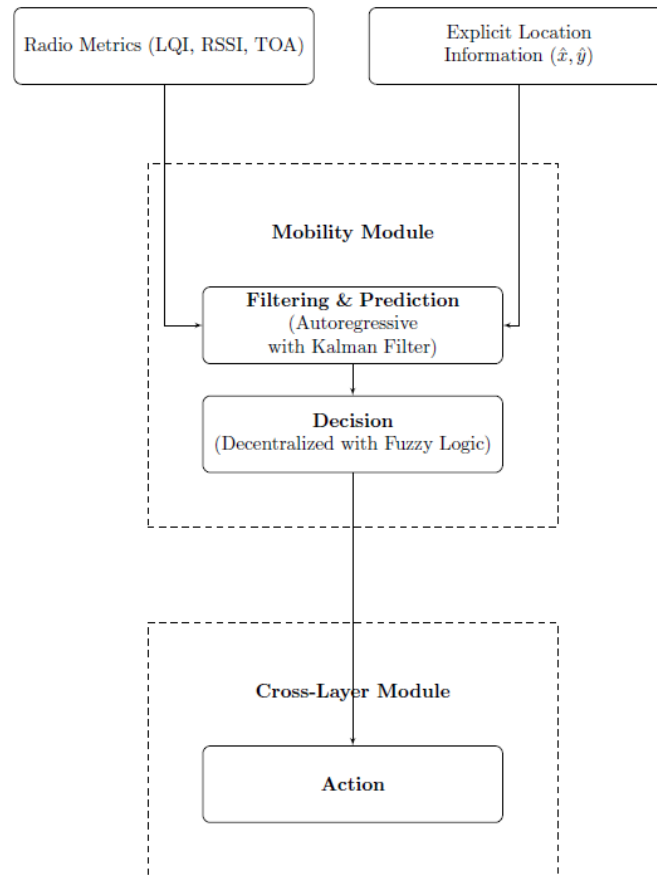 Radio Metrics (LQI, RSSI, TOA)
Explicit Location
Information (x̂, ŷ)
Mobility Module
Filtering & Prediction
(Autoregressive
with Kalman Filter)
Decision
(Decentralized with Fuzzy Logic)
Cross-Layer Module
Action